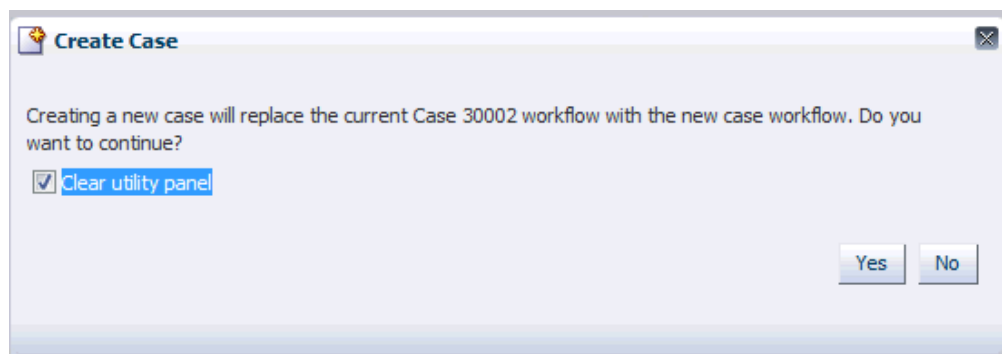 Create Case
Creating a new case will replace the current Case 30002 workflow with the new case workflow. Do you
want to continue?
Clear utility panel
Yes No